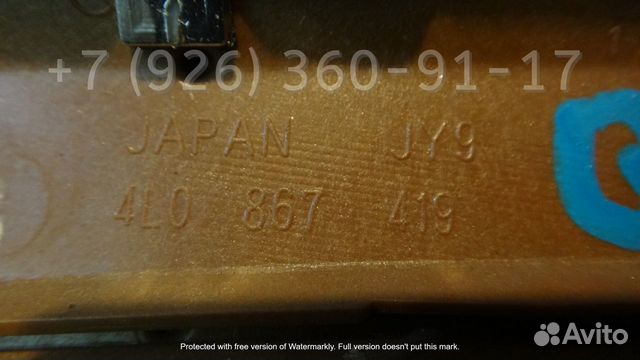 +7 (926) 360-91-17
JAPAN JY9
4L0 867 419
Protected with free version of Watermarkly. Full version doesn't put this mark.
Avito